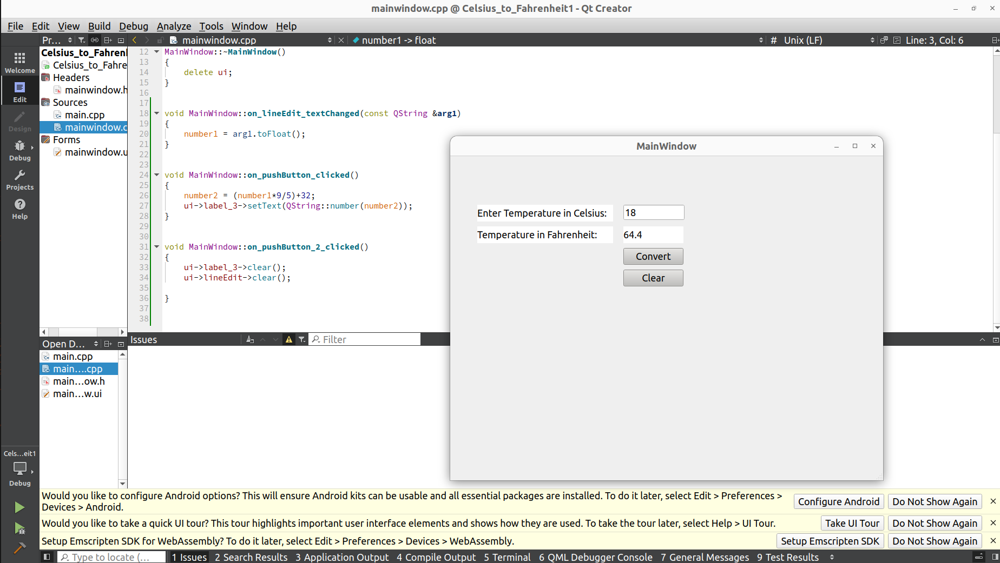 mainwindow.cpp @ Celsius_to_Fahrenheit1 - Qt Creator
File Edit View Build Debug Analyze Tools Window Help
Pr... mainwindow.cpp number1 -> float # Unix (LF) Line: 3, Col: 6
Welcome
Edit
Design
Debug
Projects
Help
Celsius_to_Fahrenl
Celsius_to_Fahre
Headers
mainwindow.h
Sources
main.cpp
mainwindow.c
Forms
mainwindow.u
12 MainWindow::~MainWindow()
13 {
14 delete ui;
15 }
16
17
18 void MainWindow::on_lineEdit_textChanged(const QString &arg1)
19 {
20 number1 = arg1.toFloat();
21 }
22
23
24 void MainWindow::on_pushButton_clicked()
25 {
26 number2 = (number1*9/5)+32;
27 ui->label_3->setText(QString::number(number2));
28 }
29
30
31 void MainWindow::on_pushButton_2_clicked()
32 {
33 ui->label_3->clear();
34 ui->lineEdit->clear();
35
36 }
37
38
MainWindow
Enter Temperature in Celsius: 18
Temperature in Fahrenheit: 64.4
Convert
Clear
Open D...
main.cpp
main....cpp
main...ow.h
main...w.ui
Issues Filter
Cels...eit1
Debug
Would you like to configure Android options? This will ensure Android kits can be usable and all essential packages are installed. To do it later, select Edit > Preferences >
Devices > Android.
Configure Android Do Not Show Again
Would you like to take a quick UI tour? This tour highlights important user interface elements and shows how they are used. To take the tour later, select Help > UI Tour.
Take UI Tour Do Not Show Again
Setup Emscripten SDK for WebAssembly? To do it later, select Edit > Preferences > Devices > WebAssembly.
Setup Emscripten SDK Do Not Show Again
Type to locate (... 1 Issues 2 Search Results 3 Application Output 4 Compile Output 5 Terminal 6 QML Debugger Console 7 General Messages 9 Test Results